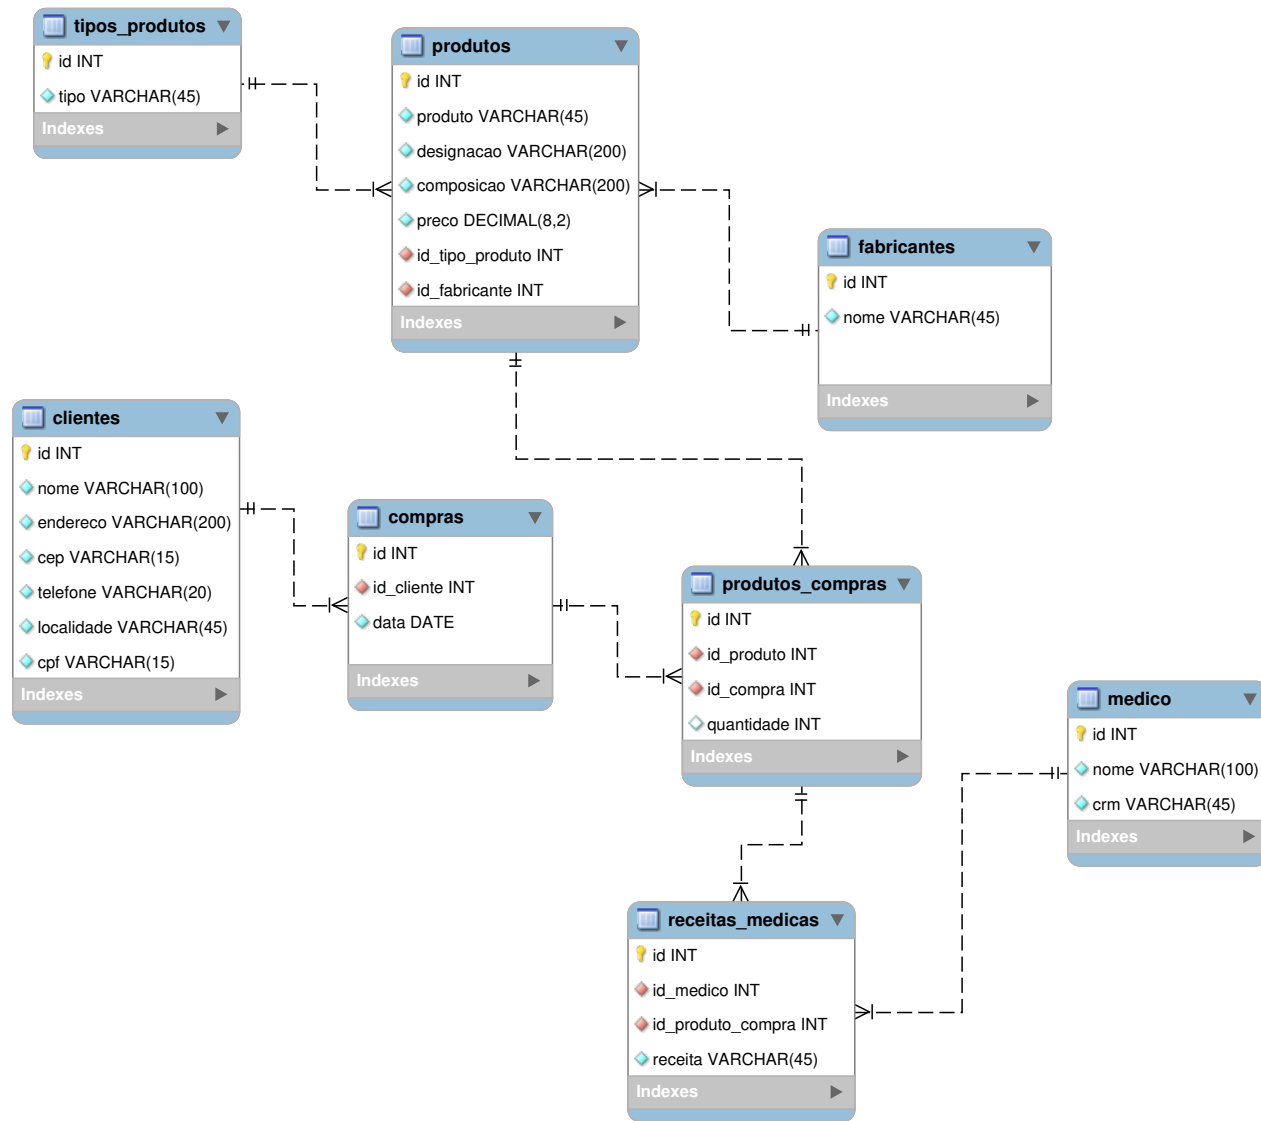 tipos_produtos
id INT
tipo VARCHAR(45)
Indexes
produtos
id INT
produto VARCHAR(45)
designacao VARCHAR(200)
composicao VARCHAR(200)
preco DECIMAL(8,2)
id_tipo_produto INT
id_fabricante INT
Indexes
fabricantes
id INT
nome VARCHAR(45)
Indexes
clientes
id INT
nome VARCHAR(100)
endereco VARCHAR(200)
cep VARCHAR(15)
telefone VARCHAR(20)
localidade VARCHAR(45)
cpf VARCHAR(15)
Indexes
compras
id INT
id_cliente INT
data DATE
Indexes
produtos_compras
id INT
id_produto INT
id_compra INT
quantidade INT
Indexes
medico
id INT
nome VARCHAR(100)
crm VARCHAR(45)
Indexes
receitas_medicas
id INT
id_medico INT
id_produto_compra INT
receita VARCHAR(45)
Indexes